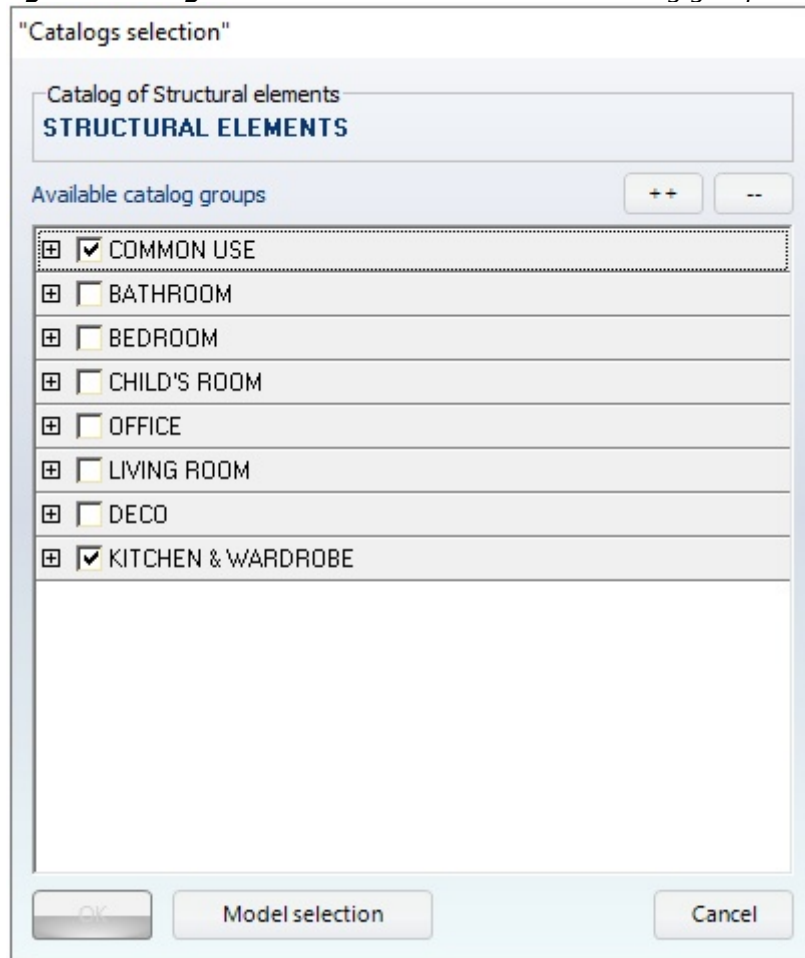 "Catalogs selection"
Catalog of Structural elements
STRUCTURAL ELEMENTS
Available catalog groups ++ --
COMMON USE
BATHROOM
BEDROOM
CHILD'S ROOM
OFFICE
LIVING ROOM
DECO
KITCHEN & WARDROBE
OK Model selection Cancel